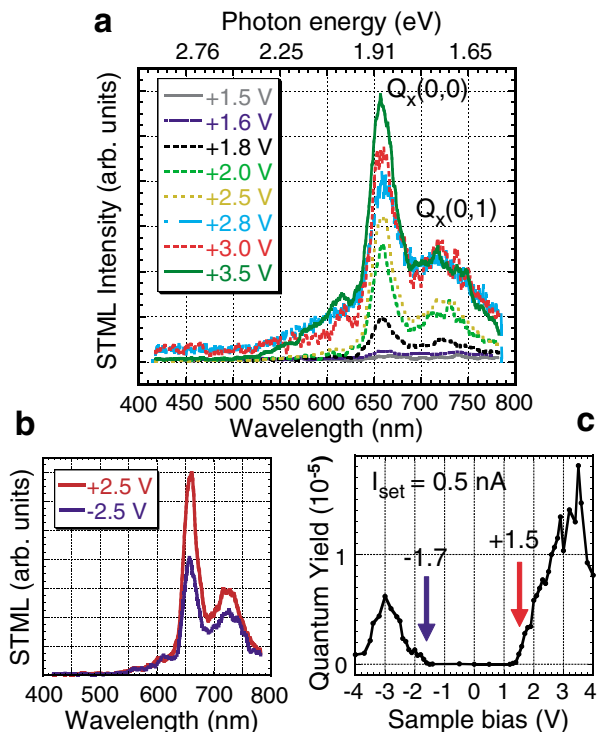 a
Photon energy (eV)
2.76 2.25 1.91 1.65
STML Intensity (arb. units)
+1.5 V
+1.6 V
+1.8 V
+2.0 V
+2.5 V
+2.8 V
+3.0 V
+3.5 V
Qx(0,0)
Qx(0,1)
400 450 500 550 600 650 700 750 800
Wavelength (nm)
b
STML (arb. units)
+2.5 V
-2.5 V
400 500 600 700 800
Wavelength (nm)
c
Quantum Yield (10-5)
Iset = 0.5 nA
-1.7
+1.5
1
0
-4 -3 -2 -1 0 1 2 3 4
Sample bias (V)